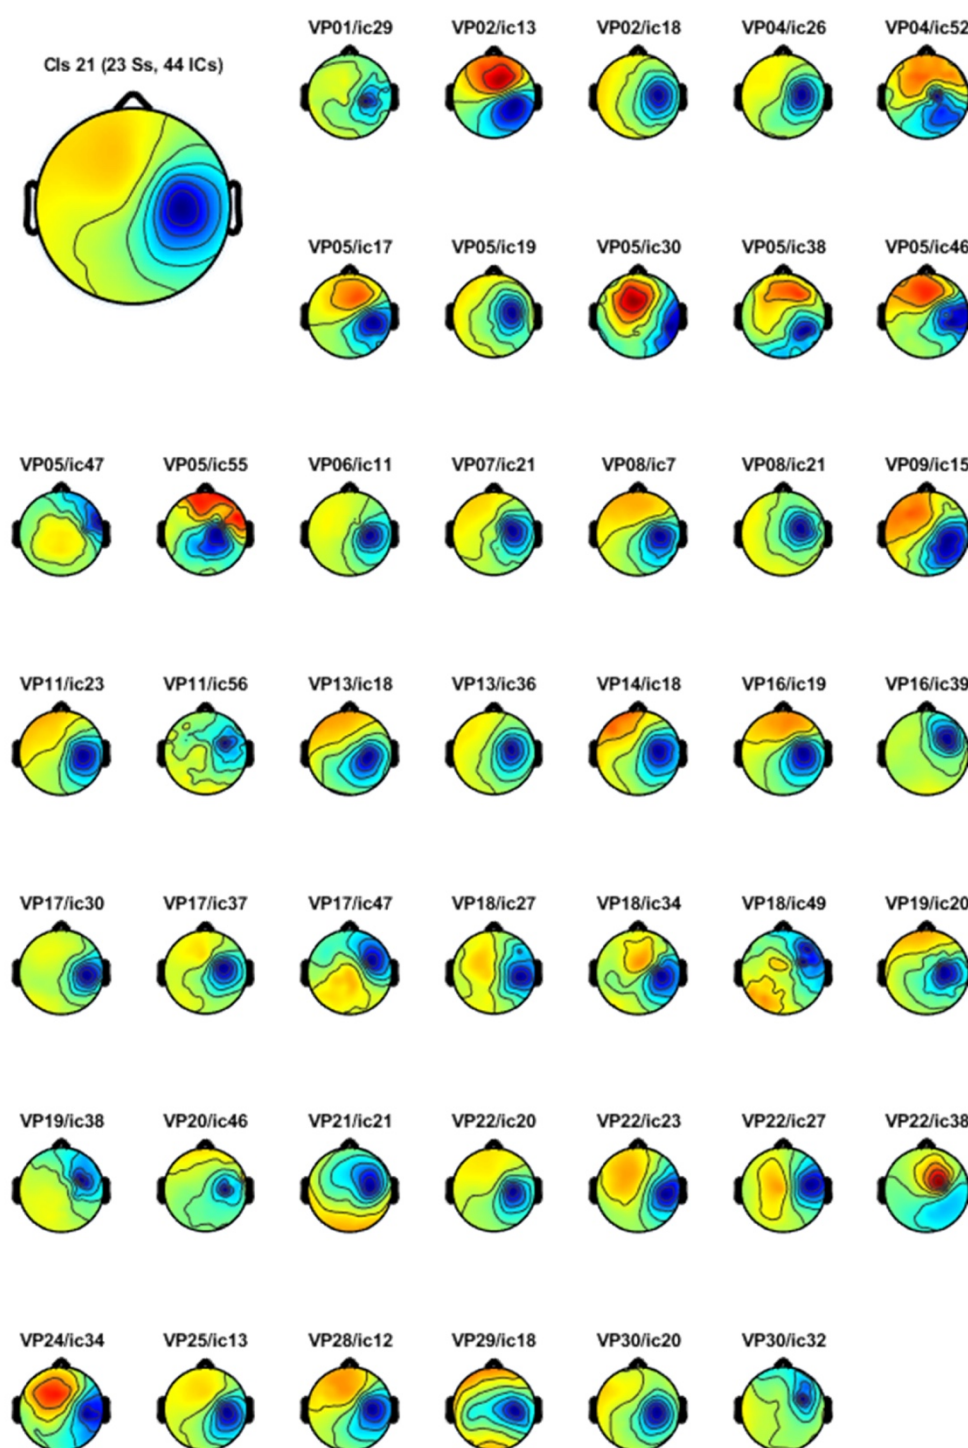 Cls 21 (23 Ss, 44 ICs)
VP01/ic29 VP02/ic13 VP02/ic18 VP04/ic26 VP04/ic52
VP05/ic17 VP05/ic19 VP05/ic30 VP05/ic38 VP05/ic46
VP05/ic47 VP05/ic55 VP06/ic11 VP07/ic21 VP08/ic7 VP08/ic21 VP09/ic15
VP11/ic23 VP11/ic56 VP13/ic18 VP13/ic36 VP14/ic18 VP16/ic19 VP16/ic39
VP17/ic30 VP17/ic37 VP17/ic47 VP18/ic27 VP18/ic34 VP18/ic49 VP19/ic20
VP19/ic38 VP20/ic46 VP21/ic21 VP22/ic20 VP22/ic23 VP22/ic27 VP22/ic38
VP24/ic34 VP25/ic13 VP28/ic12 VP29/ic18 VP30/ic20 VP30/ic32